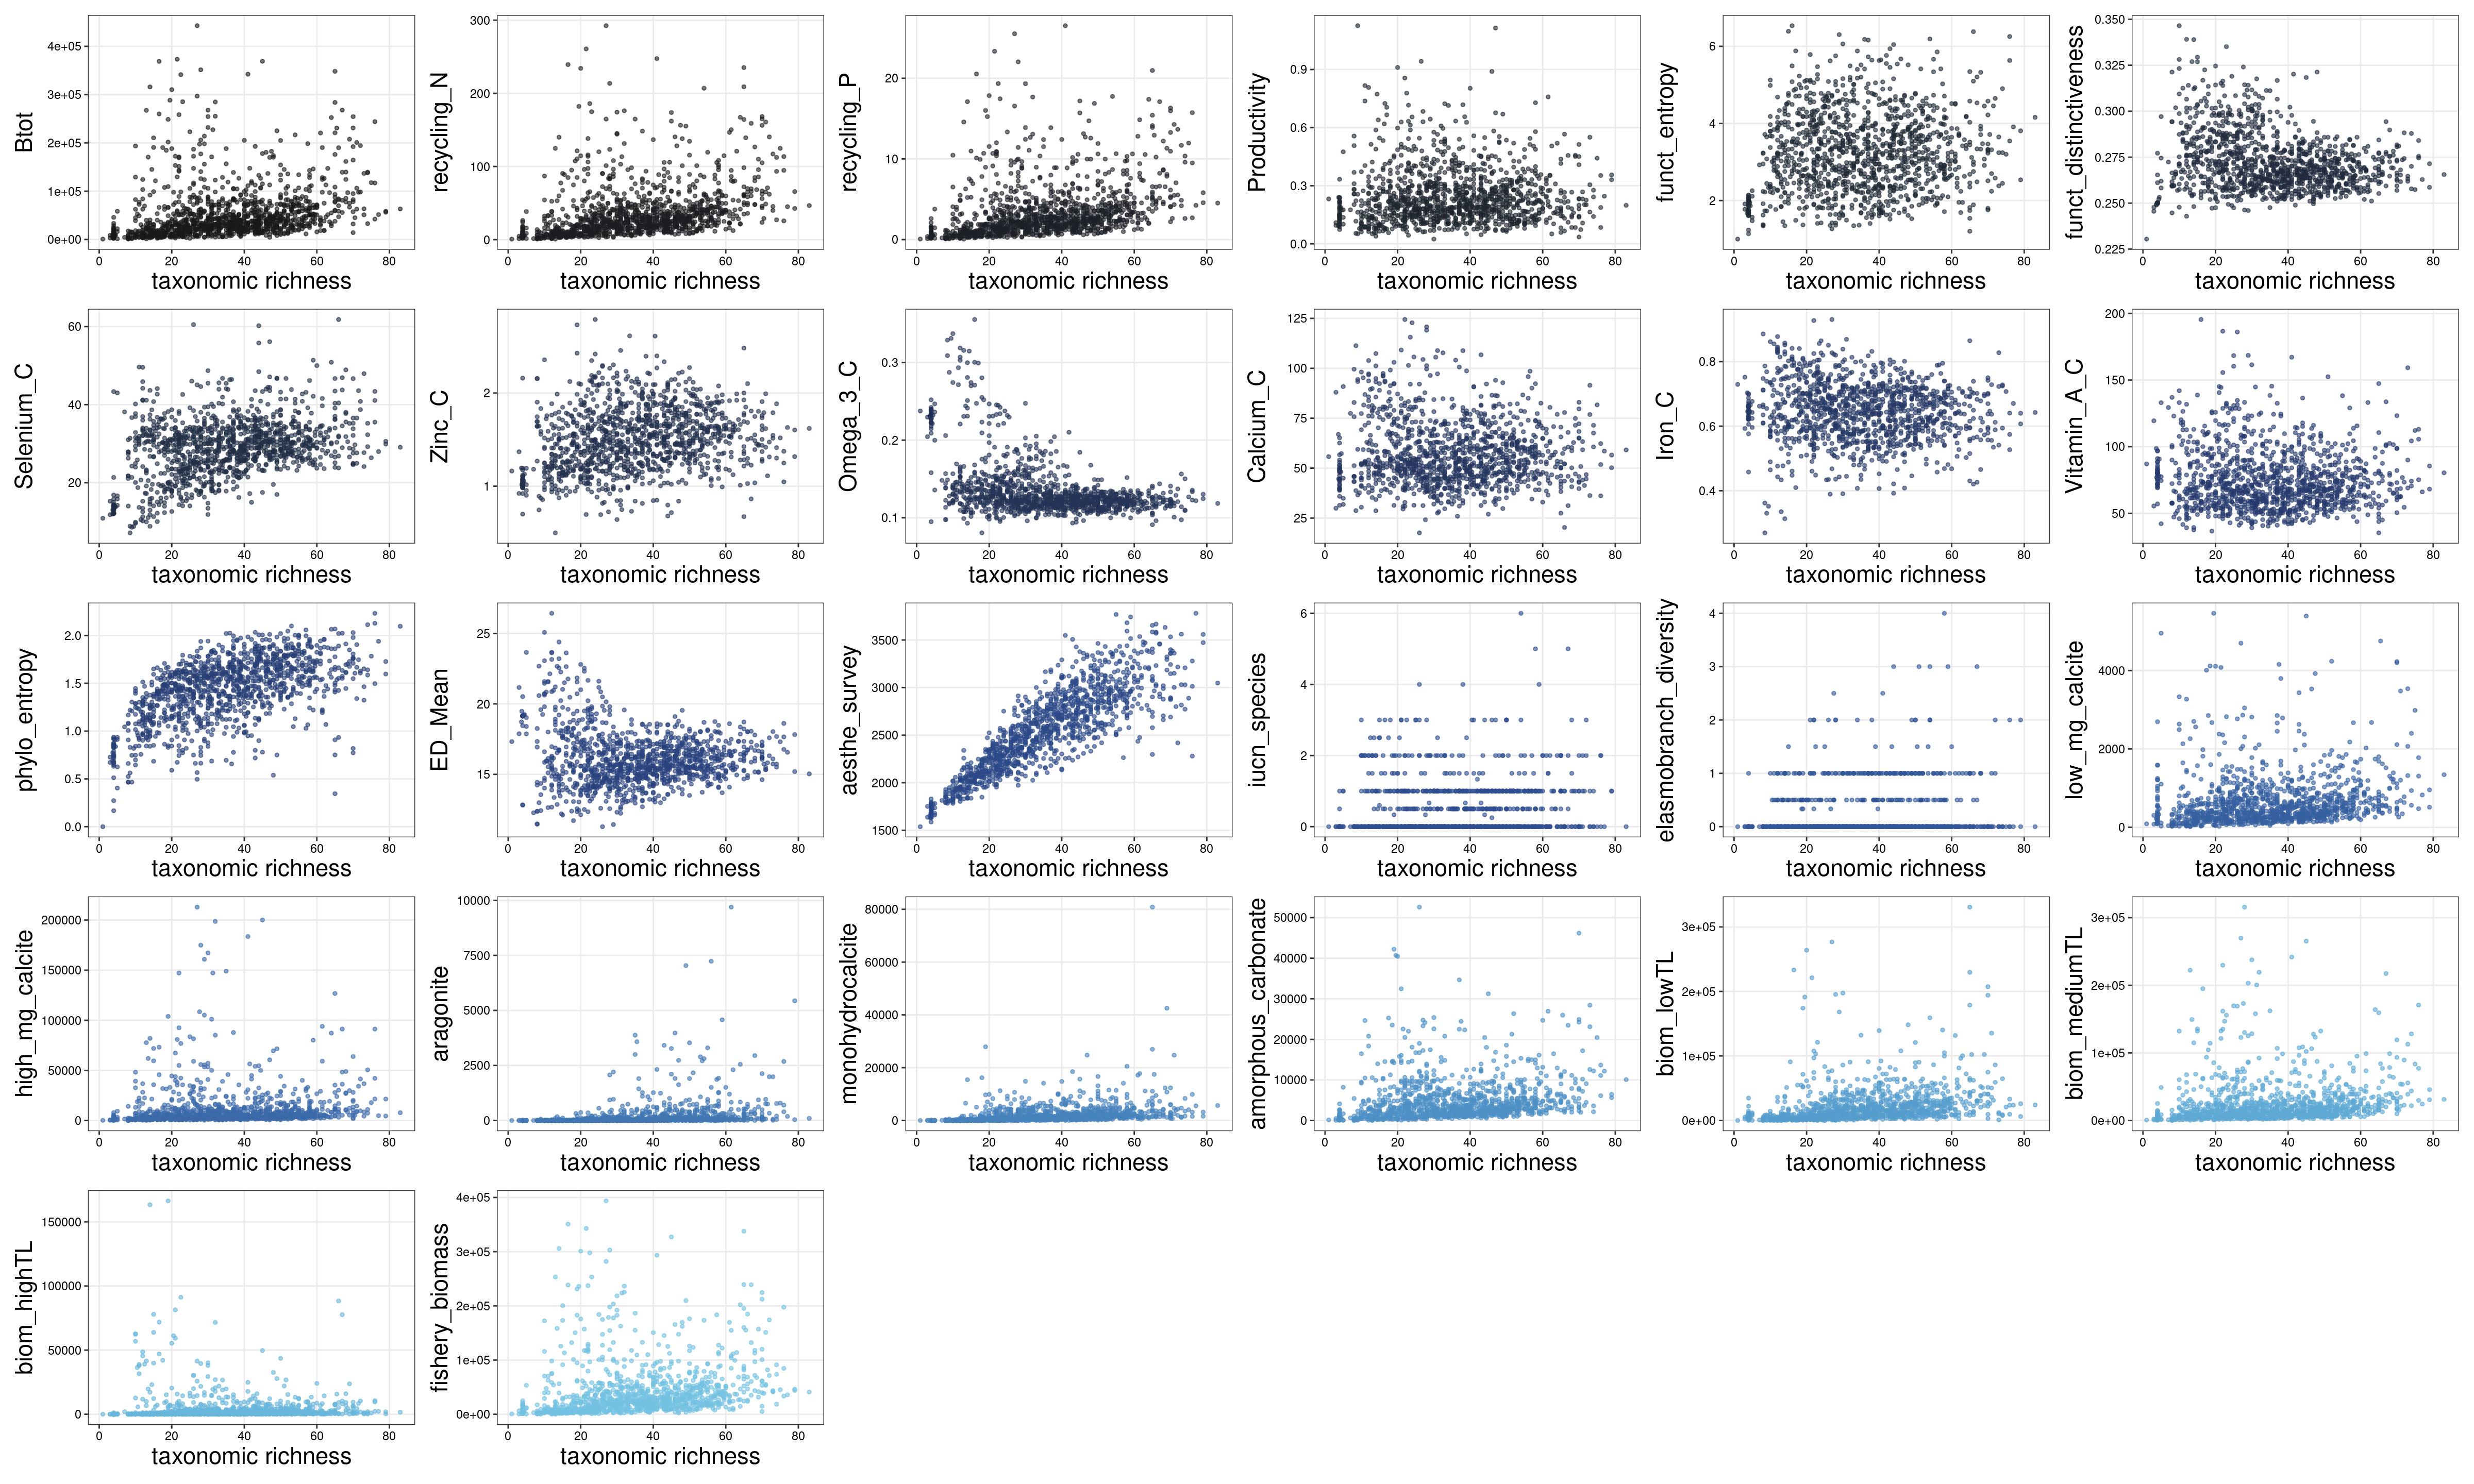 Btot
4e+05
3e+05
2e+05
1e+05
0e+00
0 20 40 60 80
taxonomic richness
recycling_N
300
200
100
0
0 20 40 60 80
taxonomic richness
recycling_P
20
10
0
0 20 40 60 80
taxonomic richness
Productivity
0.9
0.6
0.3
0.0
0 20 40 60 80
taxonomic richness
funct_entropy
6
4
2
0 20 40 60 80
taxonomic richness
funct_distinctiveness
0.350
0.325
0.300
0.275
0.250
0.225
0 20 40 60 80
taxonomic richness
Selenium_C
60
40
20
0 20 40 60 80
taxonomic richness
Zinc_C
2
1
0 20 40 60 80
taxonomic richness
Omega_3_C
0.3
0.2
0.1
0 20 40 60 80
taxonomic richness
Calcium_C
125
100
75
50
25
0 20 40 60 80
taxonomic richness
Iron_C
0.8
0.6
0.4
0 20 40 60 80
taxonomic richness
Vitamin_A_C
200
150
100
50
0 20 40 60 80
taxonomic richness
phylo_entropy
2.0
1.5
1.0
0.5
0.0
0 20 40 60 80
taxonomic richness
ED_Mean
25
20
15
0 20 40 60 80
taxonomic richness
aesthe_survey
3500
3000
2500
2000
1500
0 20 40 60 80
taxonomic richness
iucn_species
6
4
2
0
0 20 40 60 80
taxonomic richness
elasmobranch_diversity
4
3
2
1
0
0 20 40 60 80
taxonomic richness
low_mg_calcite
4000
2000
0
0 20 40 60 80
taxonomic richness
high_mg_calcite
200000
150000
100000
50000
0
0 20 40 60 80
taxonomic richness
aragonite
10000
7500
5000
2500
0
0 20 40 60 80
taxonomic richness
monohydrocalcite
80000
60000
40000
20000
0
0 20 40 60 80
taxonomic richness
amorphous_carbonate
50000
40000
30000
20000
10000
0
0 20 40 60 80
taxonomic richness
biom_lowTL
3e+05
2e+05
1e+05
0e+00
0 20 40 60 80
taxonomic richness
biom_mediumTL
3e+05
2e+05
1e+05
0e+00
0 20 40 60 80
taxonomic richness
biom_highTL
150000
100000
50000
0
0 20 40 60 80
taxonomic richness
fishery_biomass
4e+05
3e+05
2e+05
1e+05
0e+00
0 20 40 60 80
taxonomic richness